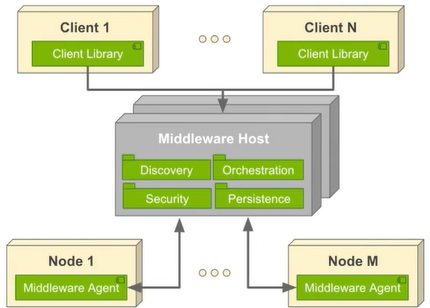 Client 1
Client N
Client Library
Client Library
Middleware Host
Discovery
Orchestration
Security
Persistence
Node 1
Node M
Middleware Agent
Middleware Agent